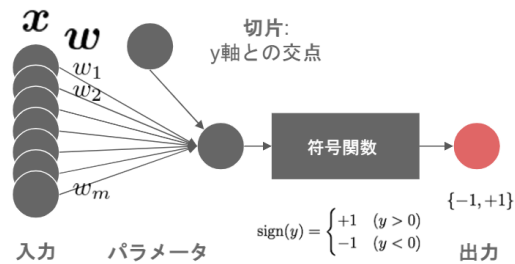 x
w
切片:
y軸との交点
w₁
w₂
wₘ
符号関数
{−1, +1}
sign(y) = { +1 (y > 0)
−1 (y < 0)
入力
パラメータ
出力